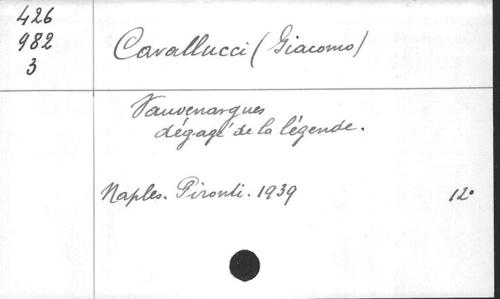 426
982
3
Cavallucci (Giacomo)
Vauvenargues
dégagé de la légende.
Naples. Pironti. 1939 12°